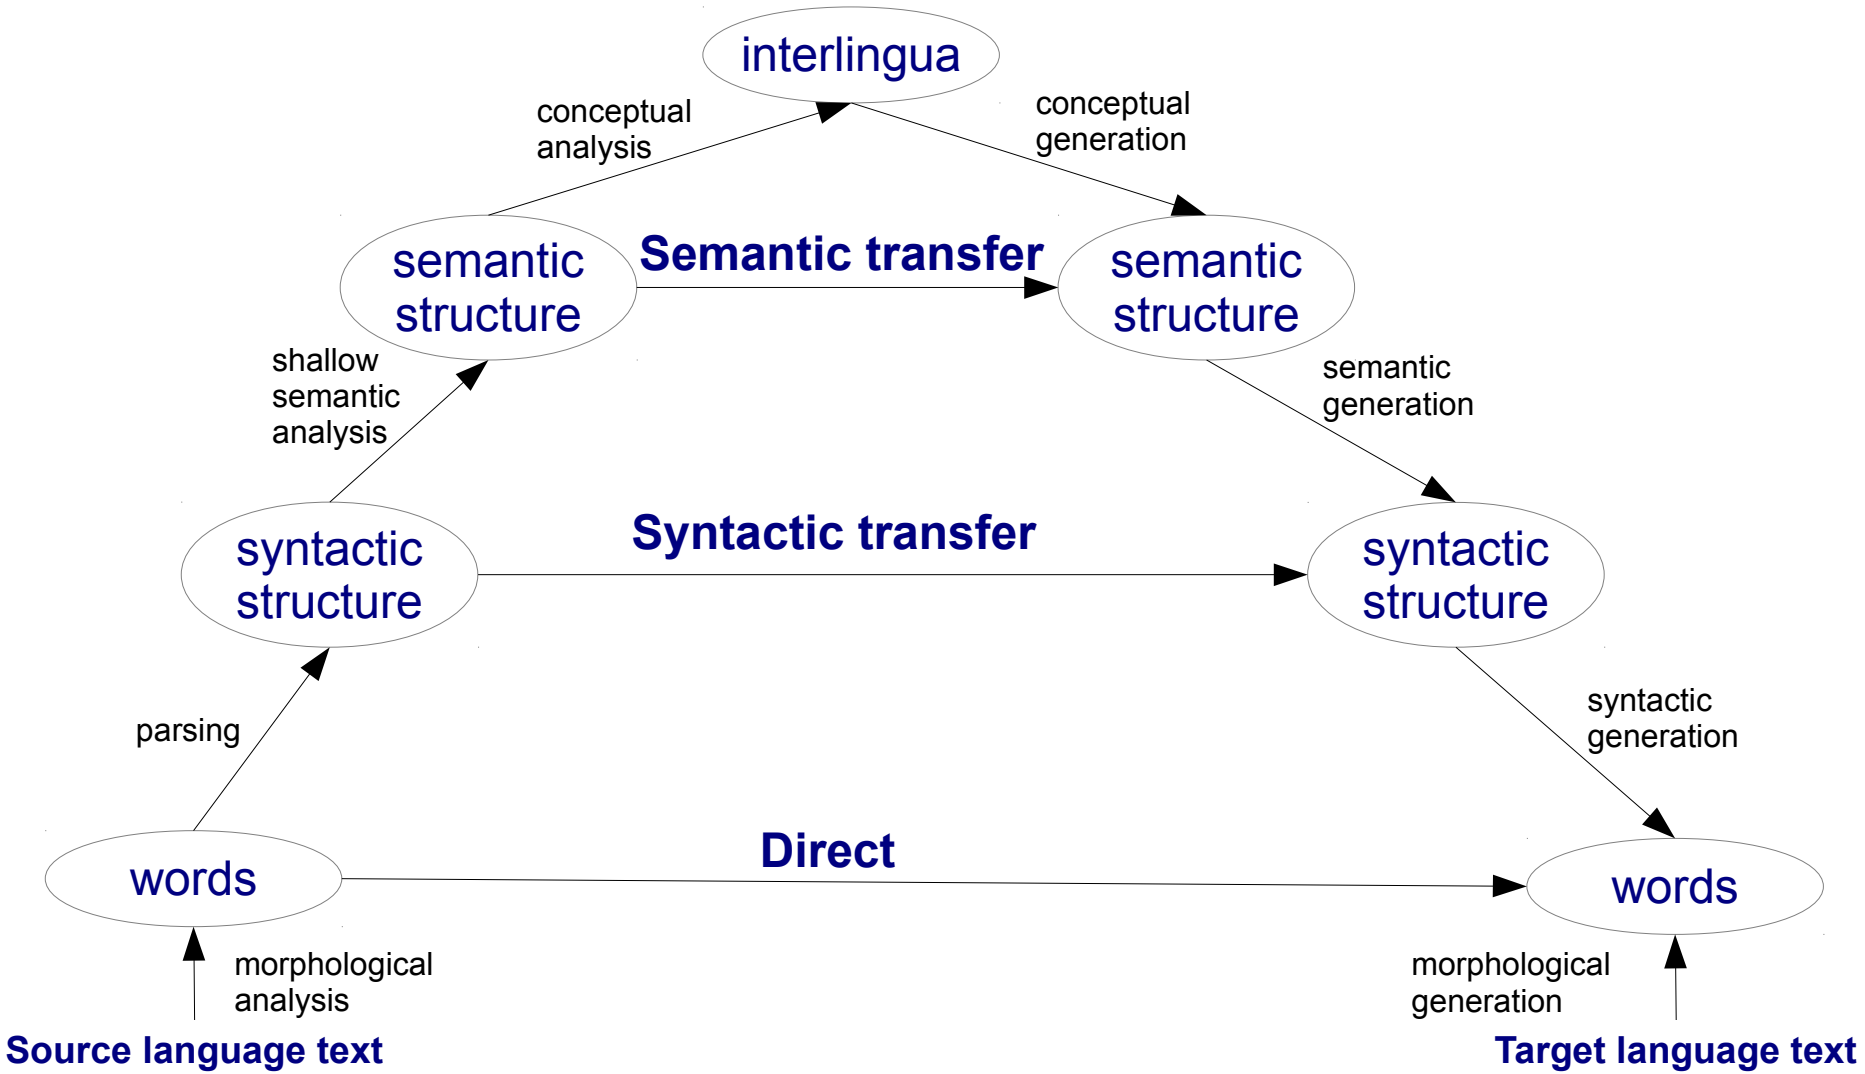 interlingua
conceptual
analysis
conceptual
generation
semantic
structure
Semantic transfer
semantic
structure
shallow
semantic
analysis
semantic
generation
syntactic
structure
Syntactic transfer
syntactic
structure
parsing
syntactic
generation
words
Direct
words
morphological
analysis
morphological
generation
Source language text
Target language text